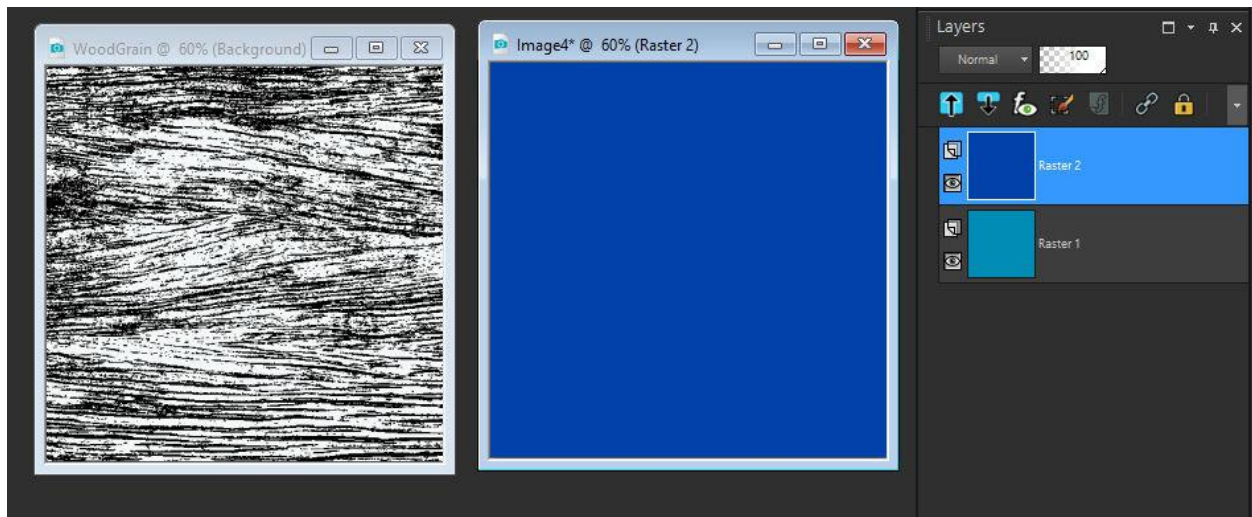 WoodGrain @ 60% (Background)
Image4* @ 60% (Raster 2)
Layers
Normal
100
Raster 2
Raster 1